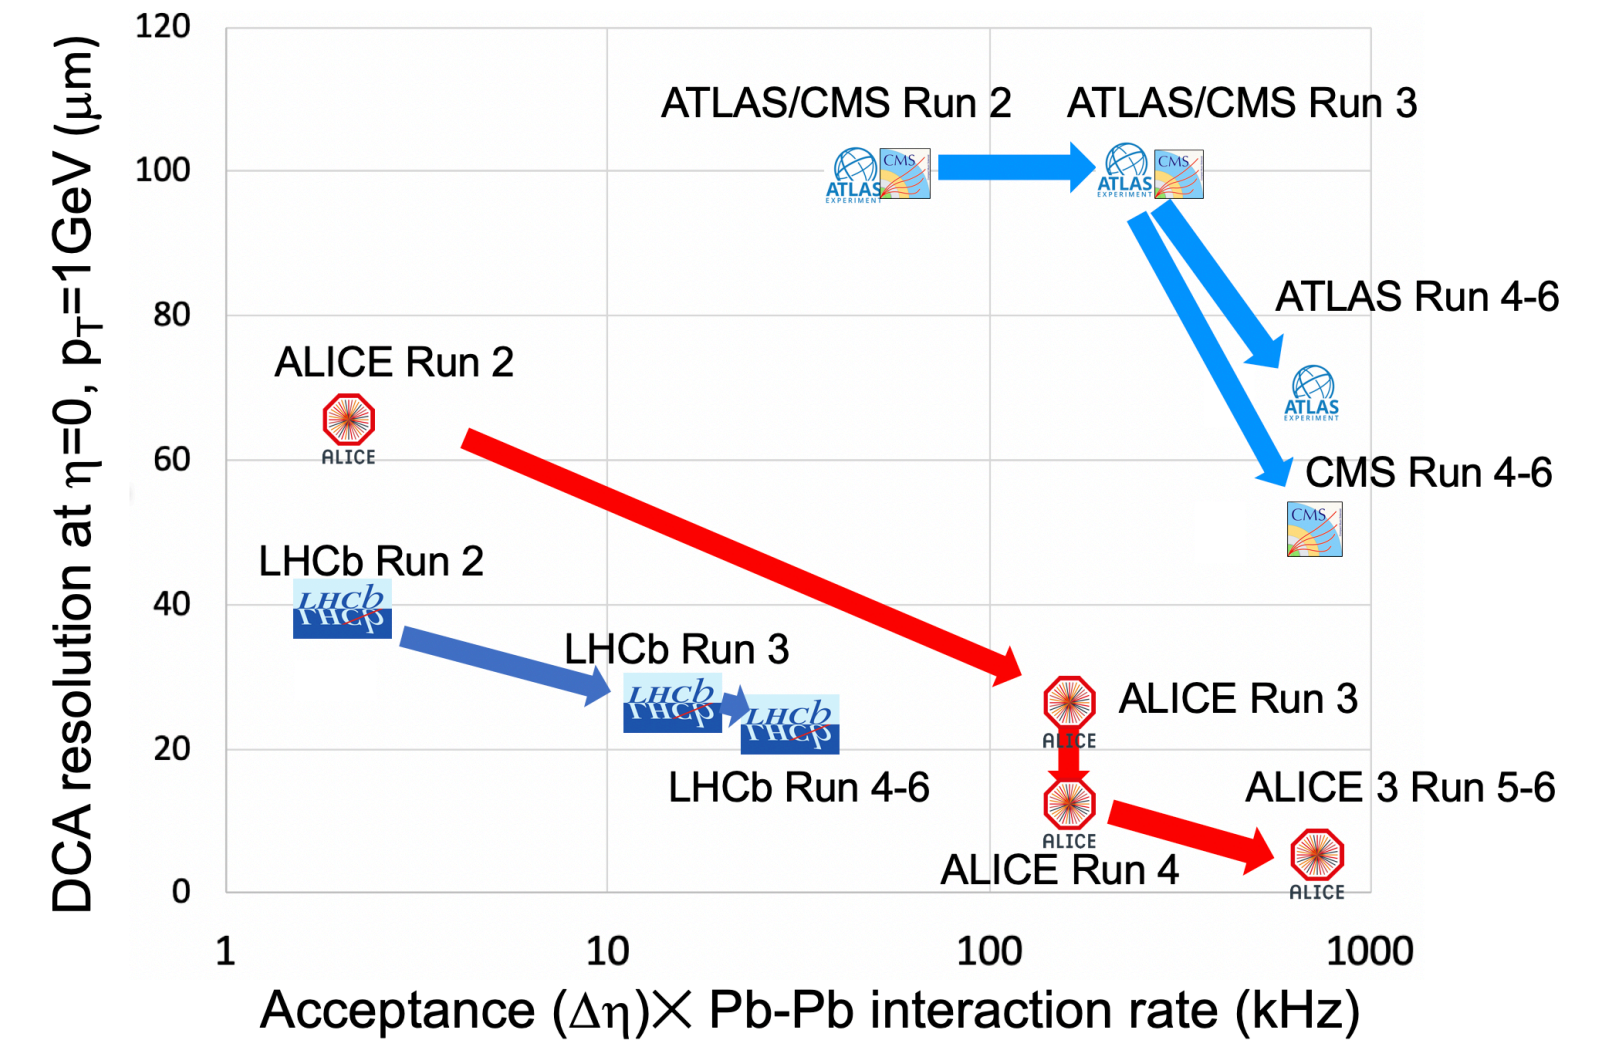 120
100
80
60
40
20
0
DCA resolution at η=0, pT=1GeV (μm)
ATLAS/CMS Run 2
ATLAS/CMS Run 3
ATLAS
EXPERIMENT
CMS
ATLAS
EXPERIMENT
CMS
ATLAS Run 4-6
ATLAS
EXPERIMENT
ALICE Run 2
ALICE
CMS Run 4-6
CMS
LHCb Run 2
LHCb
LHCb
LHCb Run 3
LHCb
LHCb
LHCb
LHCb
LHCb Run 4-6
ALICE Run 3
ALICE
ALICE
ALICE Run 4
ALICE 3 Run 5-6
ALICE
1
10
100
1000
Acceptance (Δη)× Pb-Pb interaction rate (kHz)